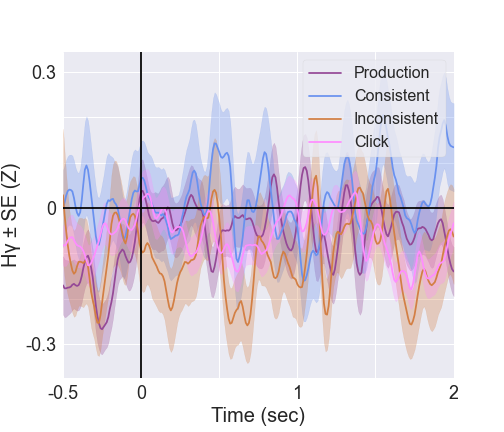 Production
Consistent
Inconsistent
Click
Hγ ± SE (Z)
0.3
0
-0.3
-0.5
0
1
2
Time (sec)